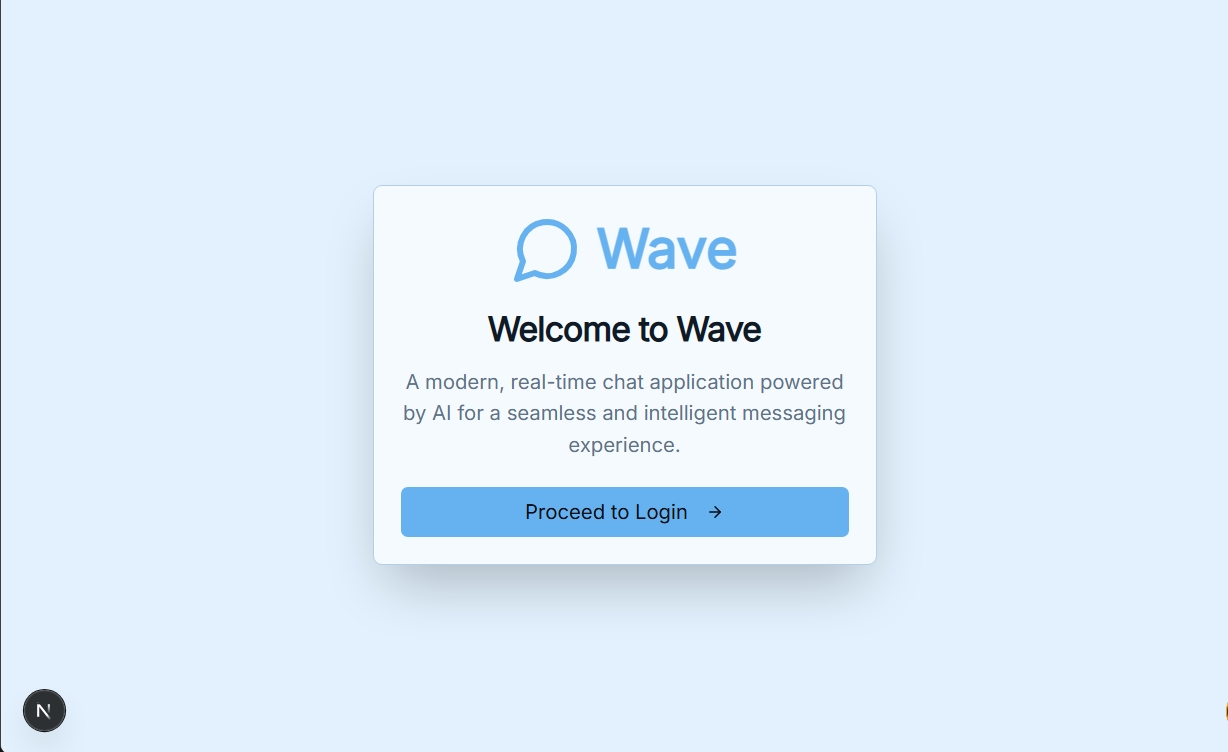 Wave
Welcome to Wave
A modern, real-time chat application powered
by AI for a seamless and intelligent messaging
experience.
Proceed to Login
N